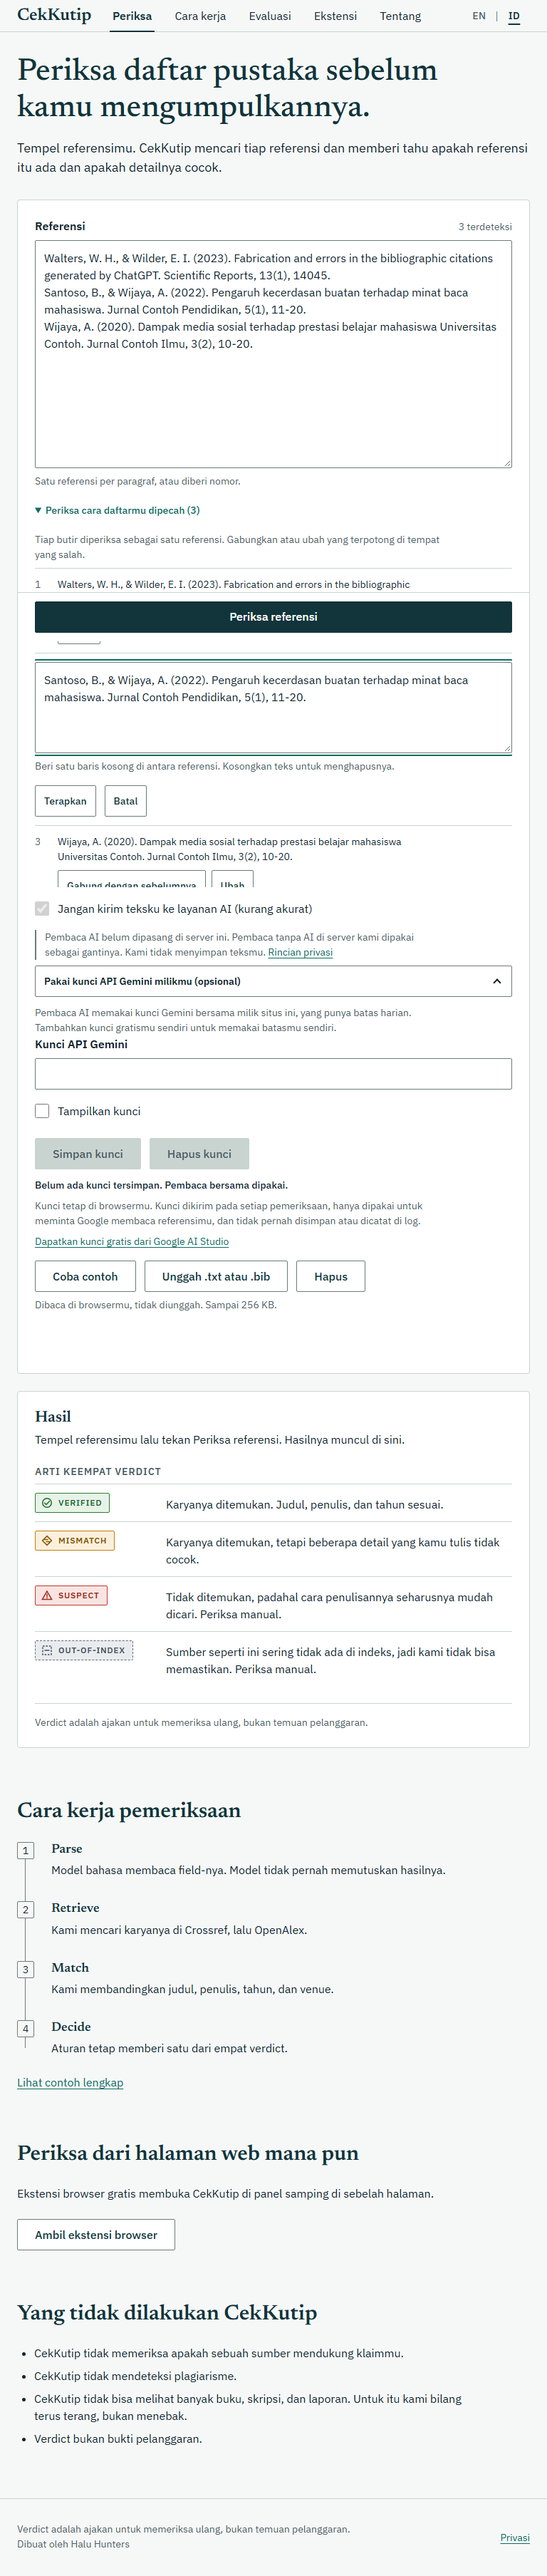 CekKutip Periksa Cara kerja Evaluasi Ekstensi Tentang EN | ID
Periksa daftar pustaka sebelum
kamu mengumpulkannya.
Tempel referensimu. CekKutip mencari tiap referensi dan memberi tahu apakah referensi
itu ada dan apakah detailnya cocok.
Referensi 3 terdeteksi
Walters, W. H., & Wilder, E. I. (2023). Fabrication and errors in the bibliographic citations
generated by ChatGPT. Scientific Reports, 13(1), 14045.
Santoso, B., & Wijaya, A. (2022). Pengaruh kecerdasan buatan terhadap minat baca
mahasiswa. Jurnal Contoh Pendidikan, 5(1), 11-20.
Wijaya, A. (2020). Dampak media sosial terhadap prestasi belajar mahasiswa Universitas
Contoh. Jurnal Contoh Ilmu, 3(2), 10-20.
Satu referensi per paragraf, atau diberi nomor.
Periksa cara daftarmu dipecah (3)
Tiap butir diperiksa sebagai satu referensi. Gabungkan atau ubah yang terpotong di tempat
yang salah.
1 Walters, W. H., & Wilder, E. I. (2023). Fabrication and errors in the bibliographic
Periksa referensi
Santoso, B., & Wijaya, A. (2022). Pengaruh kecerdasan buatan terhadap minat baca
mahasiswa. Jurnal Contoh Pendidikan, 5(1), 11-20.
Beri satu baris kosong di antara referensi. Kosongkan teks untuk menghapusnya.
Terapkan Batal
3 Wijaya, A. (2020). Dampak media sosial terhadap prestasi belajar mahasiswa
Universitas Contoh. Jurnal Contoh Ilmu, 3(2), 10-20.
Gabung dengan sebelumnya Ubah
Jangan kirim teksku ke layanan AI (kurang akurat)
Pembaca AI belum dipasang di server ini. Pembaca tanpa AI di server kami dipakai
sebagai gantinya. Kami tidak menyimpan teksmu. Rincian privasi
Pakai kunci API Gemini milikmu (opsional)
Pembaca AI memakai kunci Gemini bersama milik situs ini, yang punya batas harian.
Tambahkan kunci gratismu sendiri untuk memakai batasmu sendiri.
Kunci API Gemini
Tampilkan kunci
Simpan kunci Hapus kunci
Belum ada kunci tersimpan. Pembaca bersama dipakai.
Kunci tetap di browsermu. Kunci dikirim pada setiap pemeriksaan, hanya dipakai untuk
meminta Google membaca referensimu, dan tidak pernah disimpan atau dicatat di log.
Dapatkan kunci gratis dari Google AI Studio
Coba contoh Unggah .txt atau .bib Hapus
Dibaca di browsermu, tidak diunggah. Sampai 256 KB.
Hasil
Tempel referensimu lalu tekan Periksa referensi. Hasilnya muncul di sini.
ARTI KEEMPAT VERDICT
VERIFIED Karyanya ditemukan. Judul, penulis, dan tahun sesuai.
MISMATCH Karyanya ditemukan, tetapi beberapa detail yang kamu tulis tidak
cocok.
SUSPECT Tidak ditemukan, padahal cara penulisannya seharusnya mudah
dicari. Periksa manual.
OUT-OF-INDEX Sumber seperti ini sering tidak ada di indeks, jadi kami tidak bisa
memastikan. Periksa manual.
Verdict adalah ajakan untuk memeriksa ulang, bukan temuan pelanggaran.
Cara kerja pemeriksaan
1 Parse
Model bahasa membaca field-nya. Model tidak pernah memutuskan hasilnya.
2 Retrieve
Kami mencari karyanya di Crossref, lalu OpenAlex.
3 Match
Kami membandingkan judul, penulis, tahun, dan venue.
4 Decide
Aturan tetap memberi satu dari empat verdict.
Lihat contoh lengkap
Periksa dari halaman web mana pun
Ekstensi browser gratis membuka CekKutip di panel samping di sebelah halaman.
Ambil ekstensi browser
Yang tidak dilakukan CekKutip
• CekKutip tidak memeriksa apakah sebuah sumber mendukung klaimmu.
• CekKutip tidak mendeteksi plagiarisme.
• CekKutip tidak bisa melihat banyak buku, skripsi, dan laporan. Untuk itu kami bilang
terus terang, bukan menebak.
• Verdict bukan bukti pelanggaran.
Verdict adalah ajakan untuk memeriksa ulang, bukan temuan pelanggaran.
Dibuat oleh Halu Hunters
Privasi